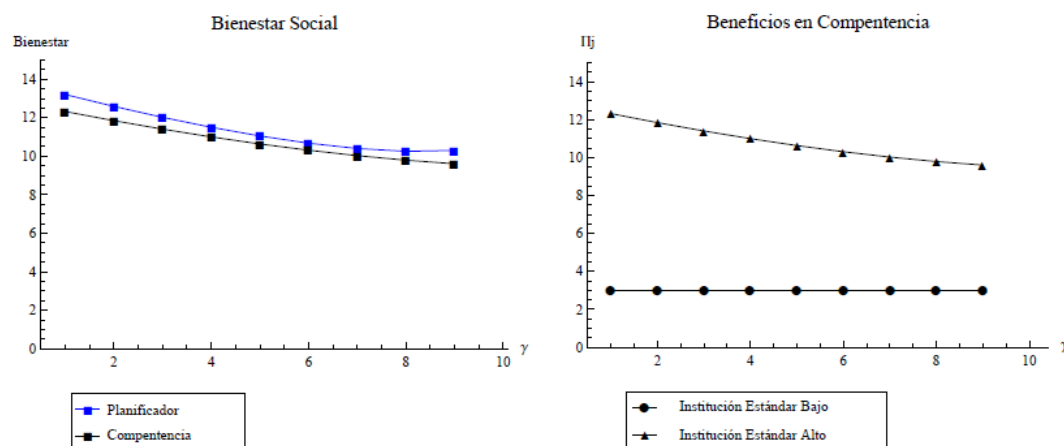 Bienestar Social
Bienestar
14
12
10
8
6
4
2
0
2 4 6 8 10 γ
Planificador
Compentencia
Beneficios en Compentencia
Πj
14
12
10
8
6
4
2
0
2 4 6 8 10 γ
Institución Estándar Bajo
Institución Estándar Alto